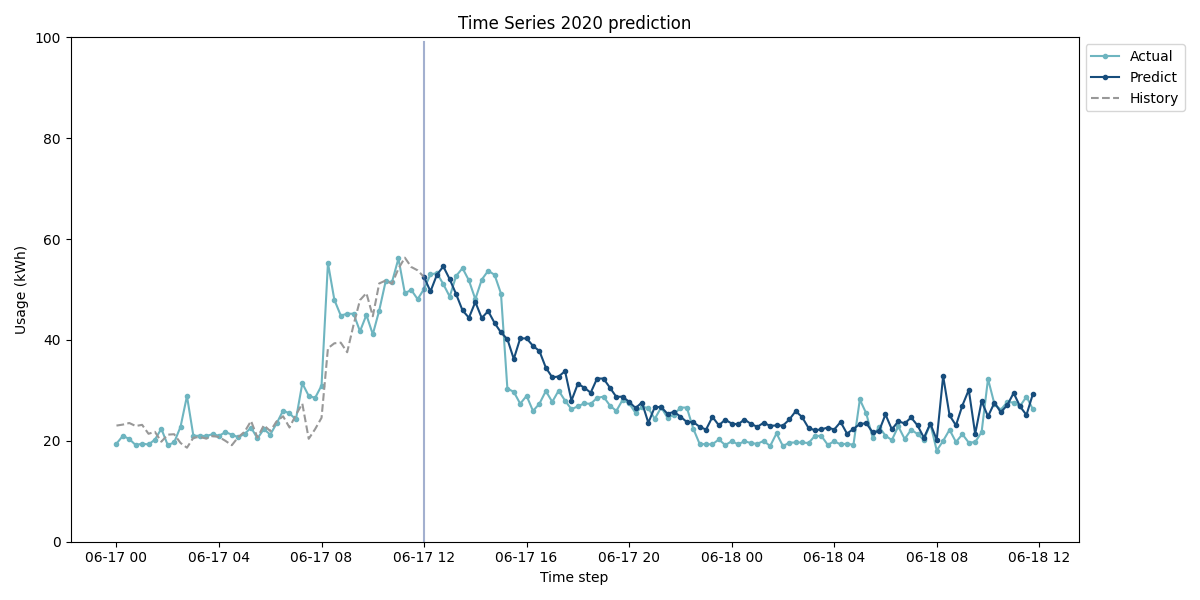 Time Series 2020 prediction
100
80
60
40
20
0
Usage (kWh)
06-17 00
06-17 04
06-17 08
06-17 12
06-17 16
06-17 20
06-18 00
06-18 04
06-18 08
06-18 12
Time step
Actual
Predict
History